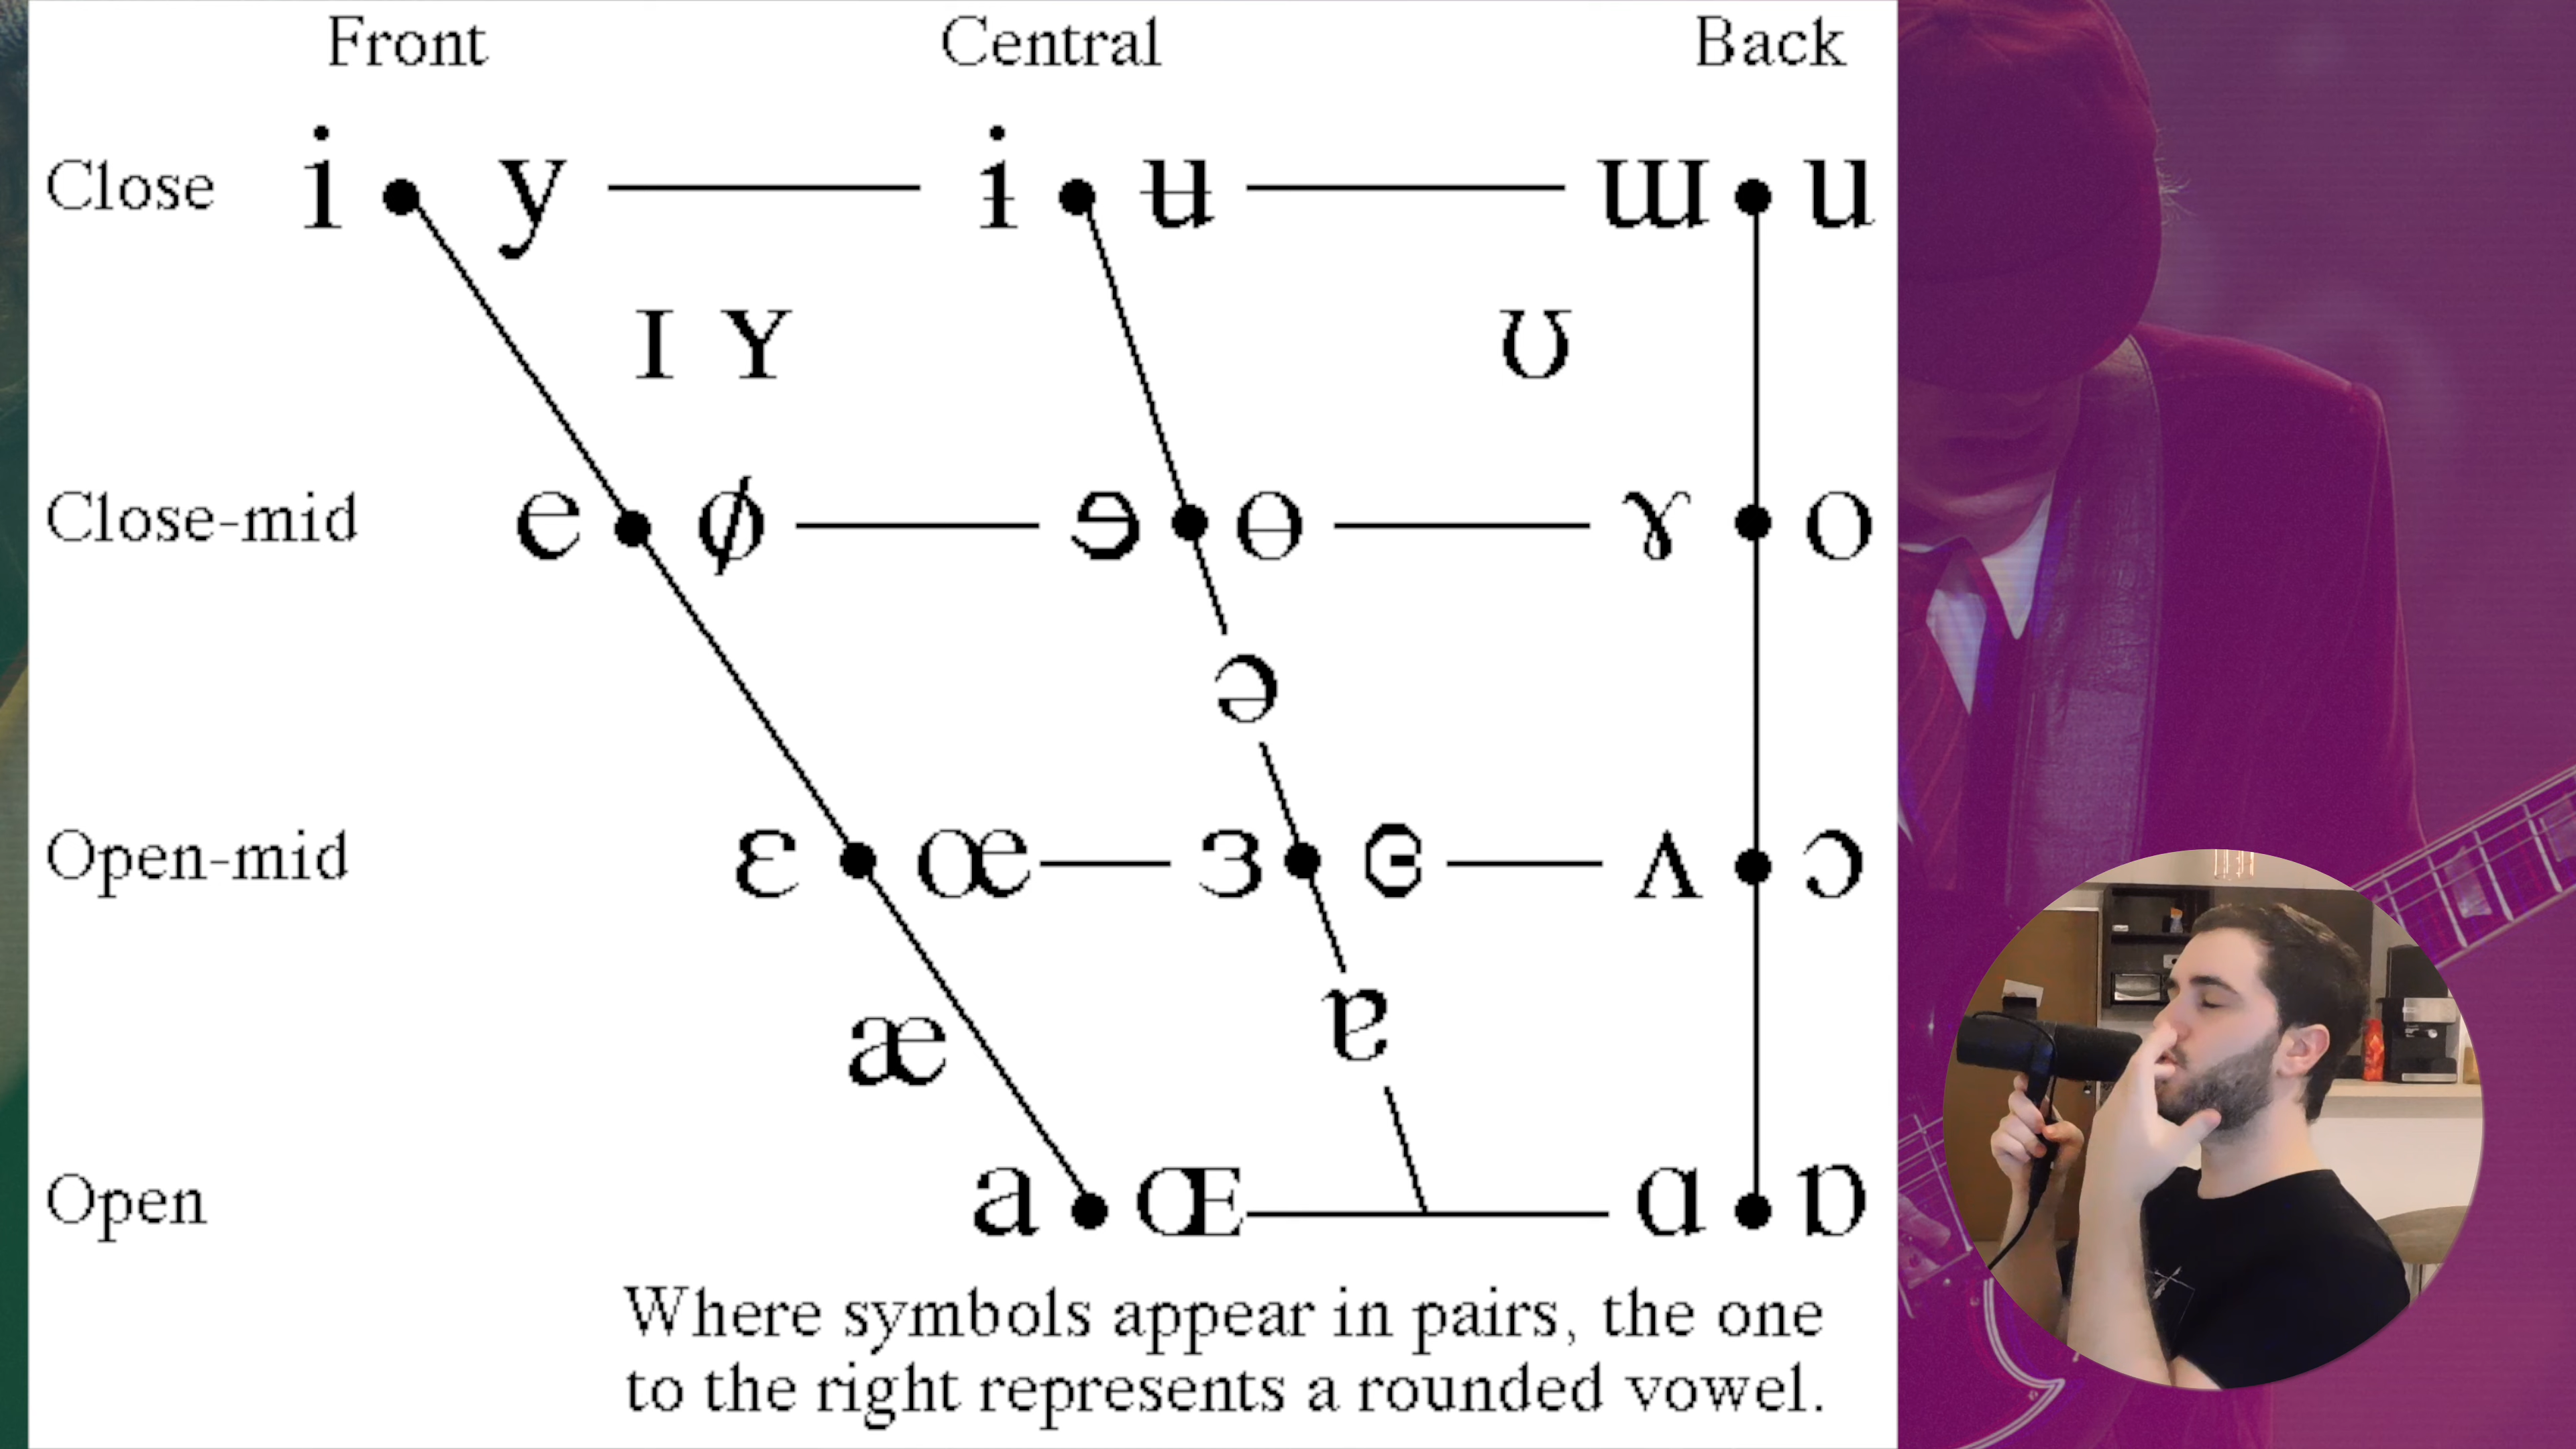 Front Central Back
Close i y ɨ ʉ ɯ u
ɪ ʏ ʊ
Close-mid e ø ɘ ɵ ɤ o
ə
Open-mid ɛ œ ɜ ɞ ʌ ɔ
æ ɐ
Open a ɶ ɑ ɒ
Where symbols appear in pairs, the one
to the right represents a rounded vowel.